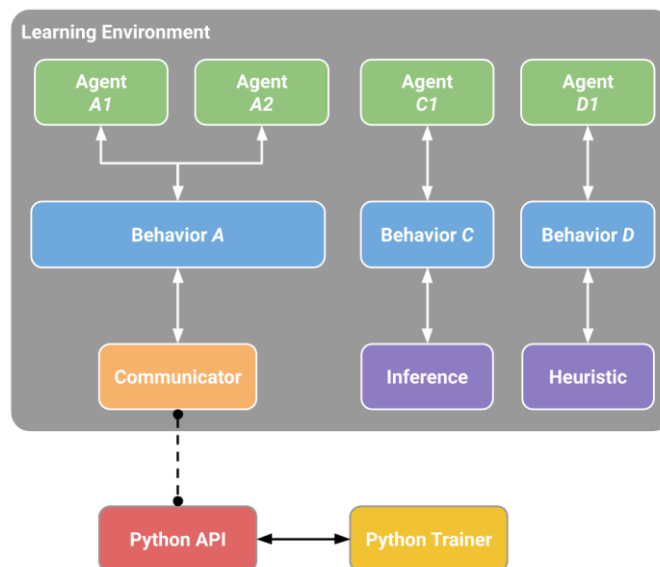 Learning Environment
Agent
A1
Agent
A2
Agent
C1
Agent
D1
Behavior A
Behavior C
Behavior D
Communicator
Inference
Heuristic
Python API
Python Trainer